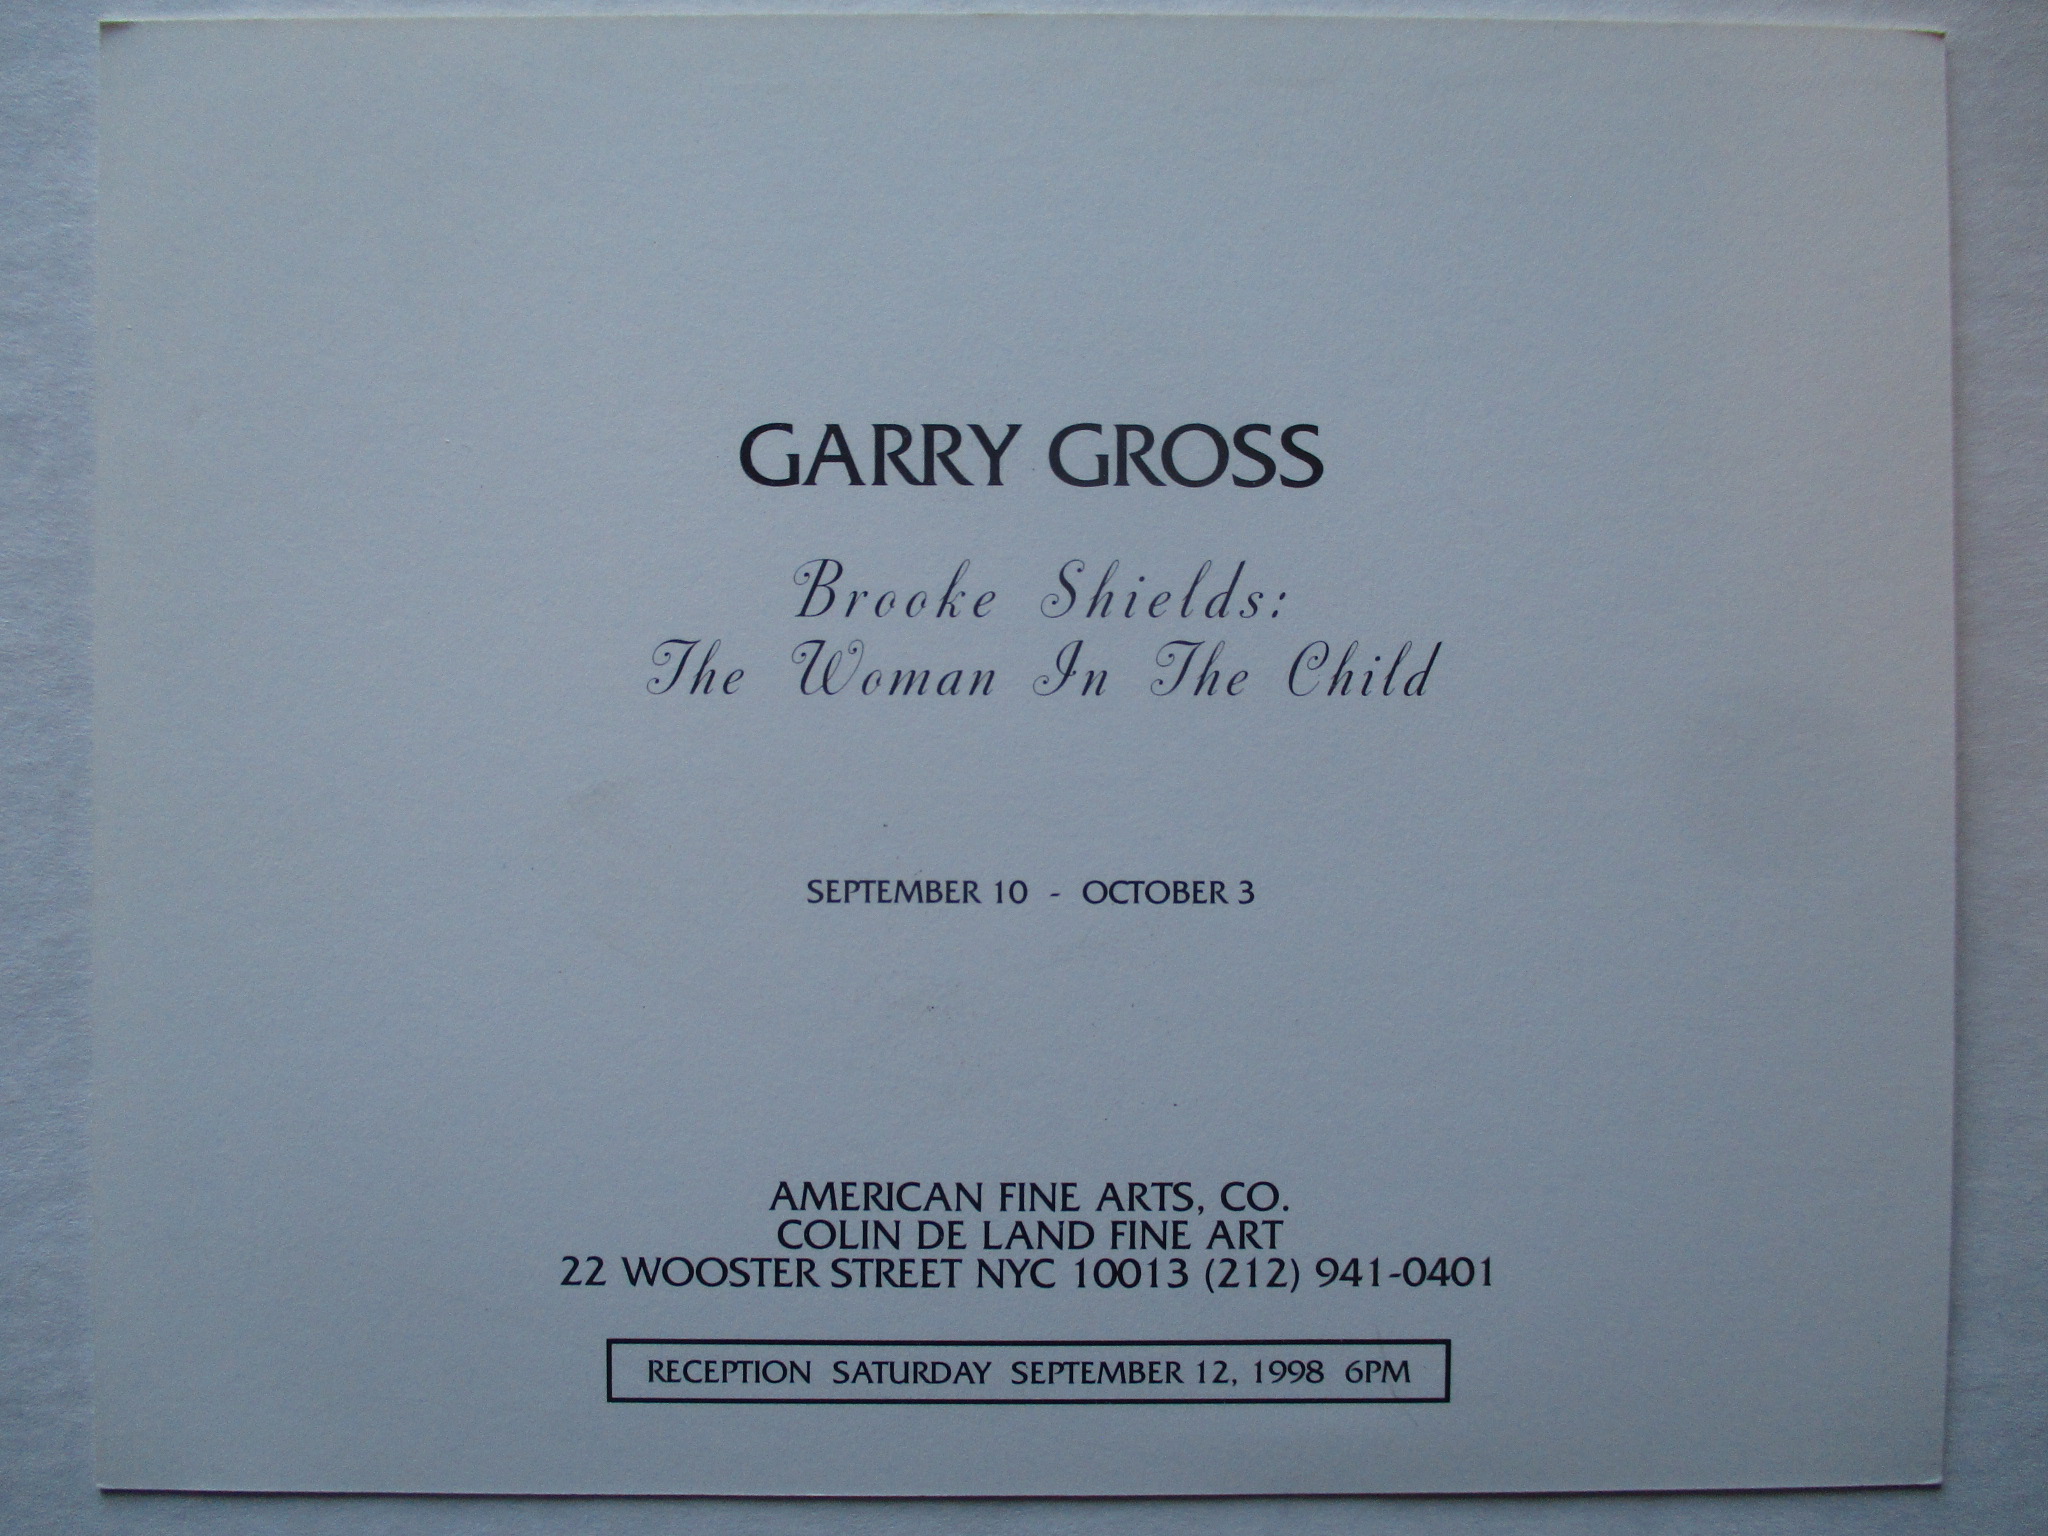 GARRY GROSS
Brooke Shields:
The Woman In The Child
SEPTEMBER 10 - OCTOBER 3
AMERICAN FINE ARTS, CO.
COLIN DE LAND FINE ART
22 WOOSTER STREET NYC 10013 (212) 941-0401
RECEPTION SATURDAY SEPTEMBER 12, 1998 6PM